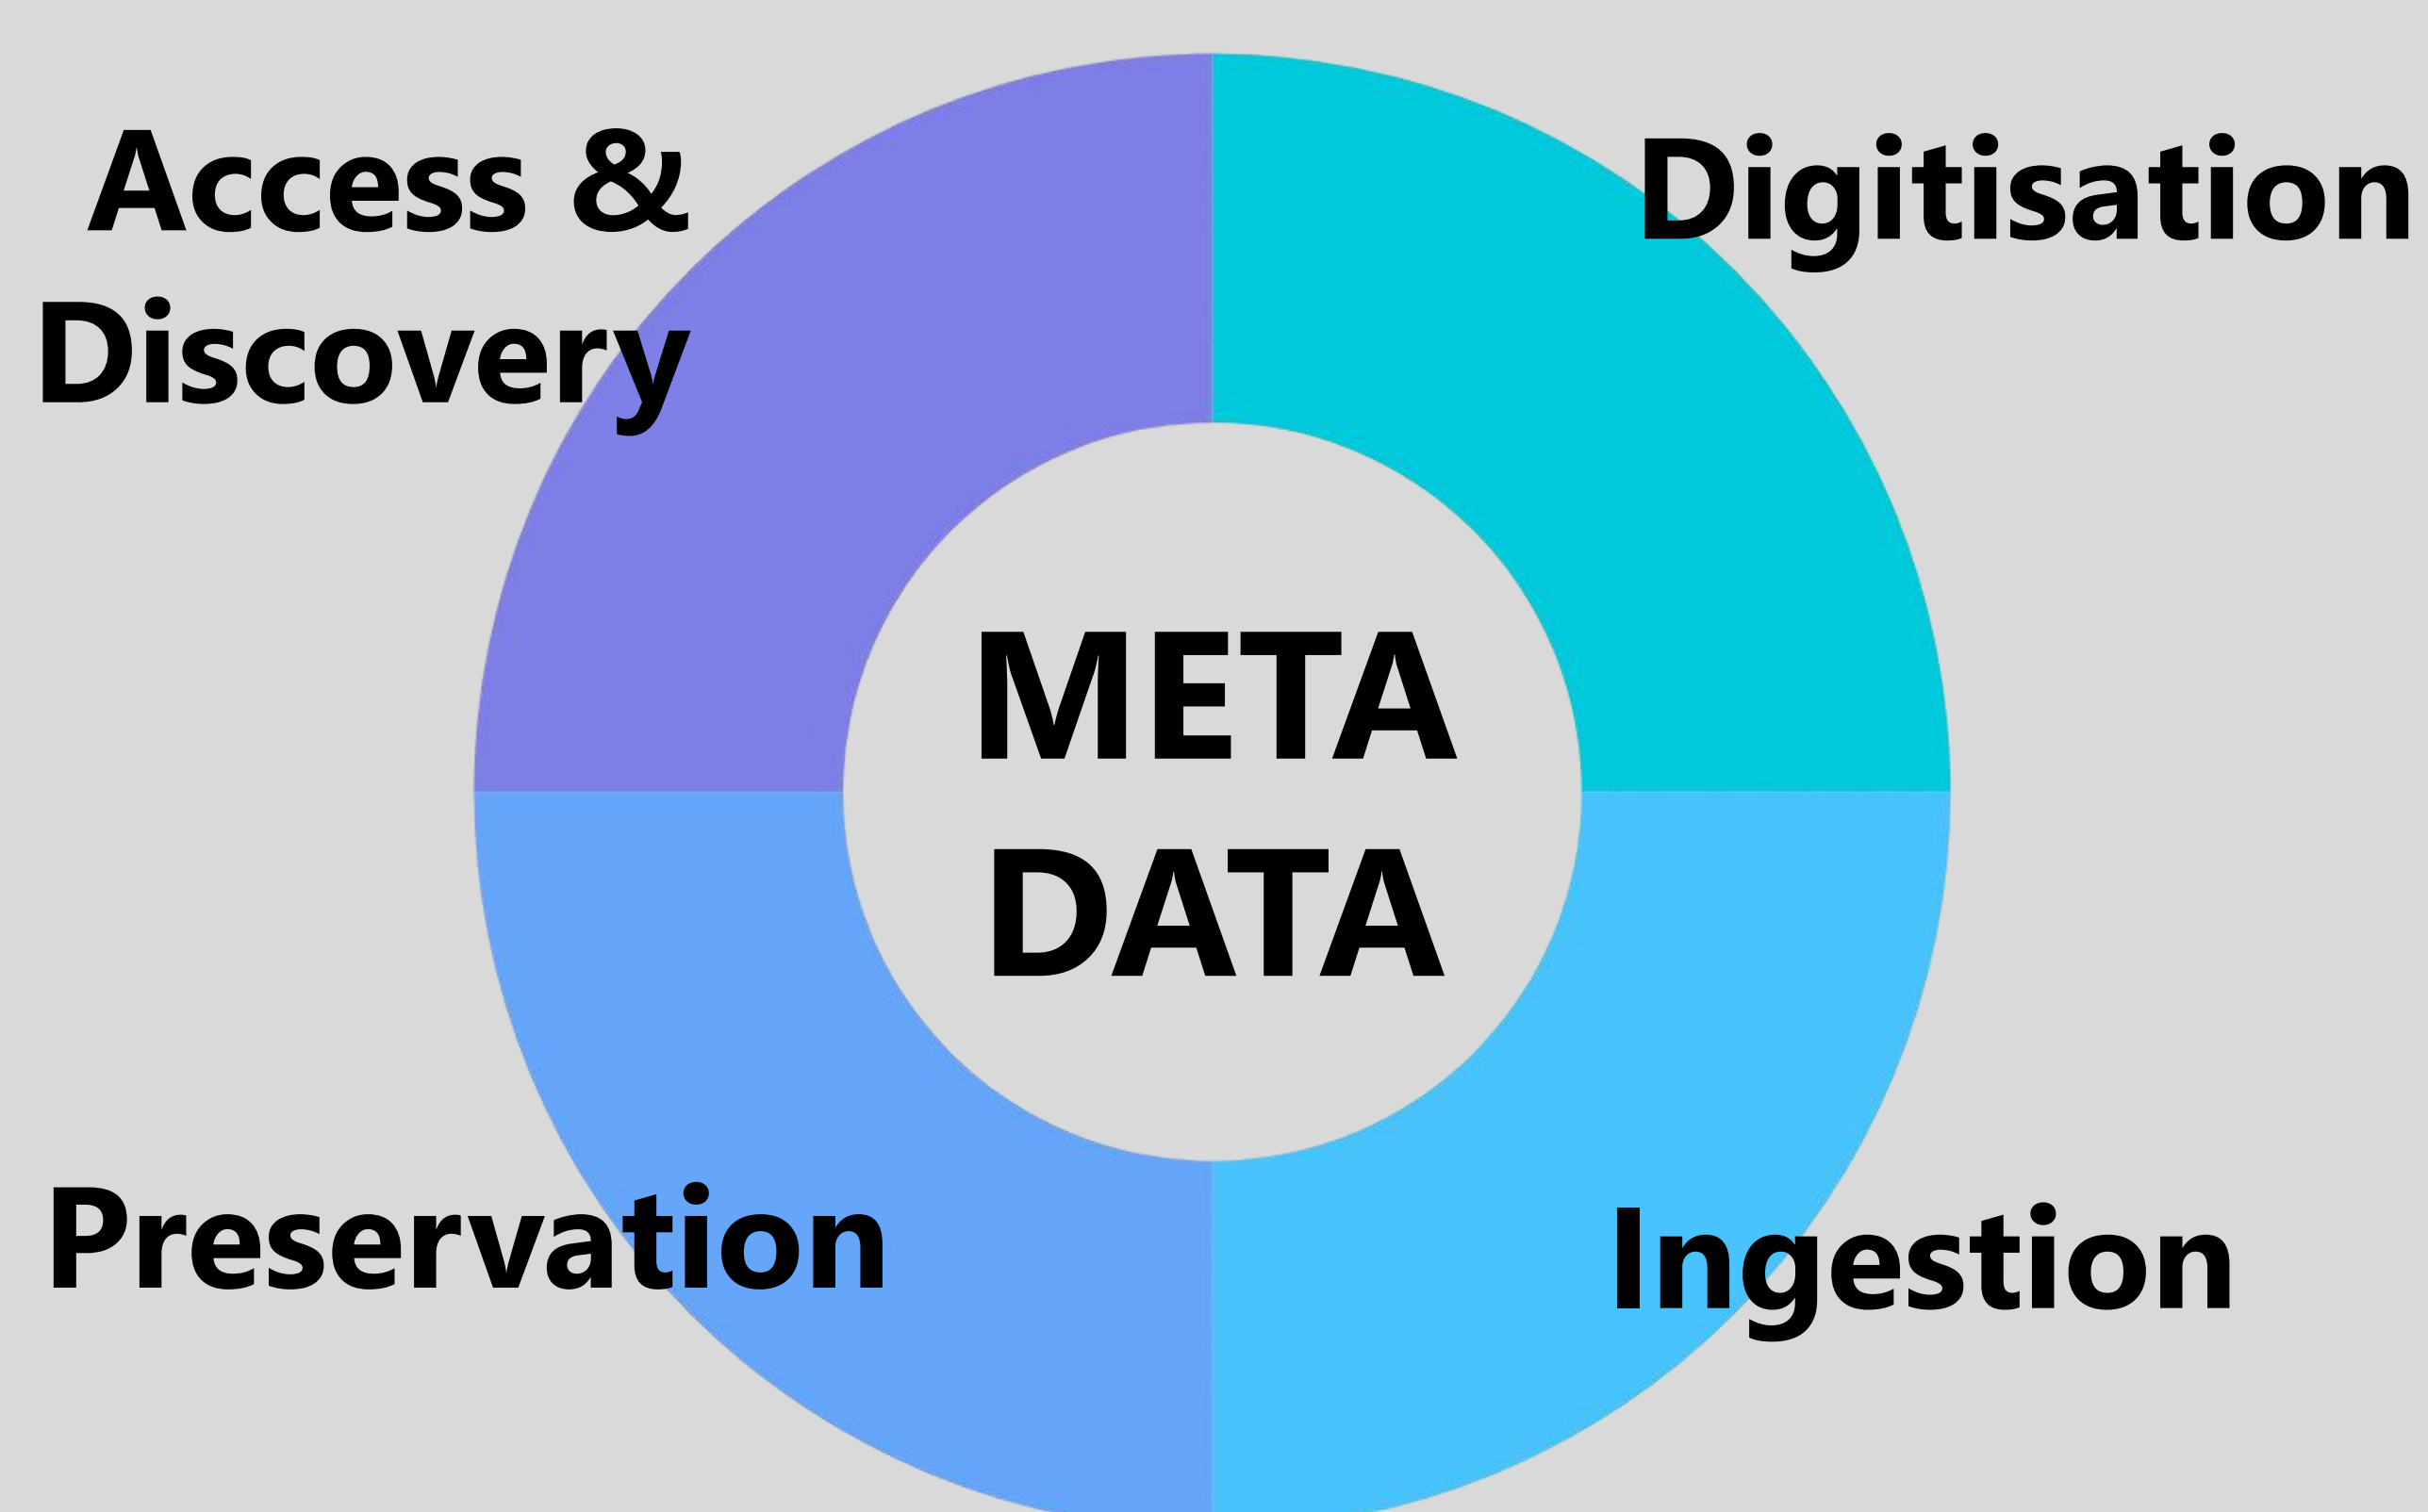 Access &
Discovery
Digitisation
META
DATA
Preservation
Ingestion